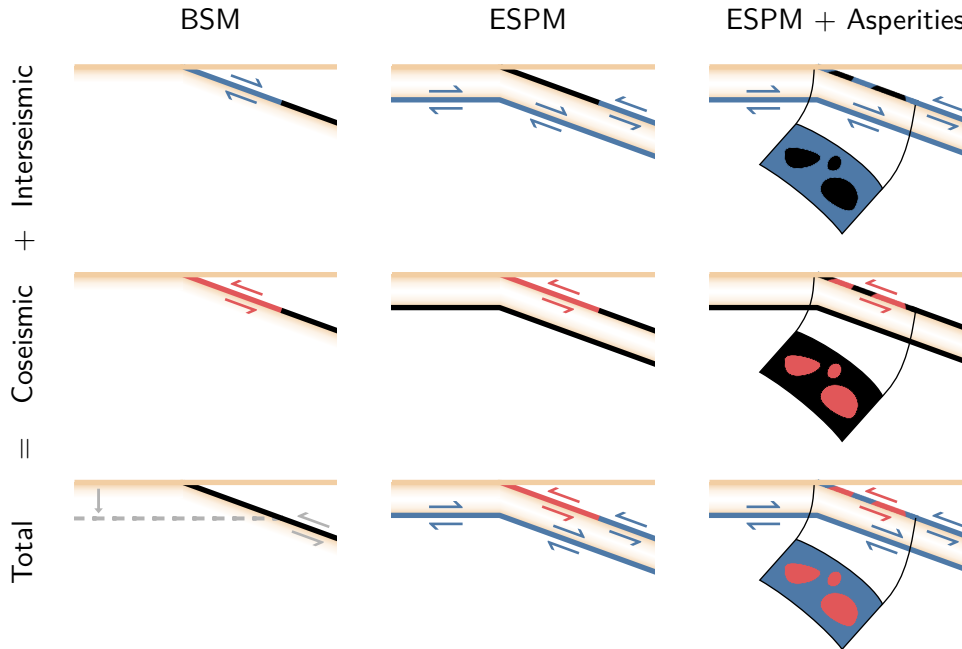 BSM
ESPM
ESPM + Asperities
Interseismic
+
Coseismic
=
Total